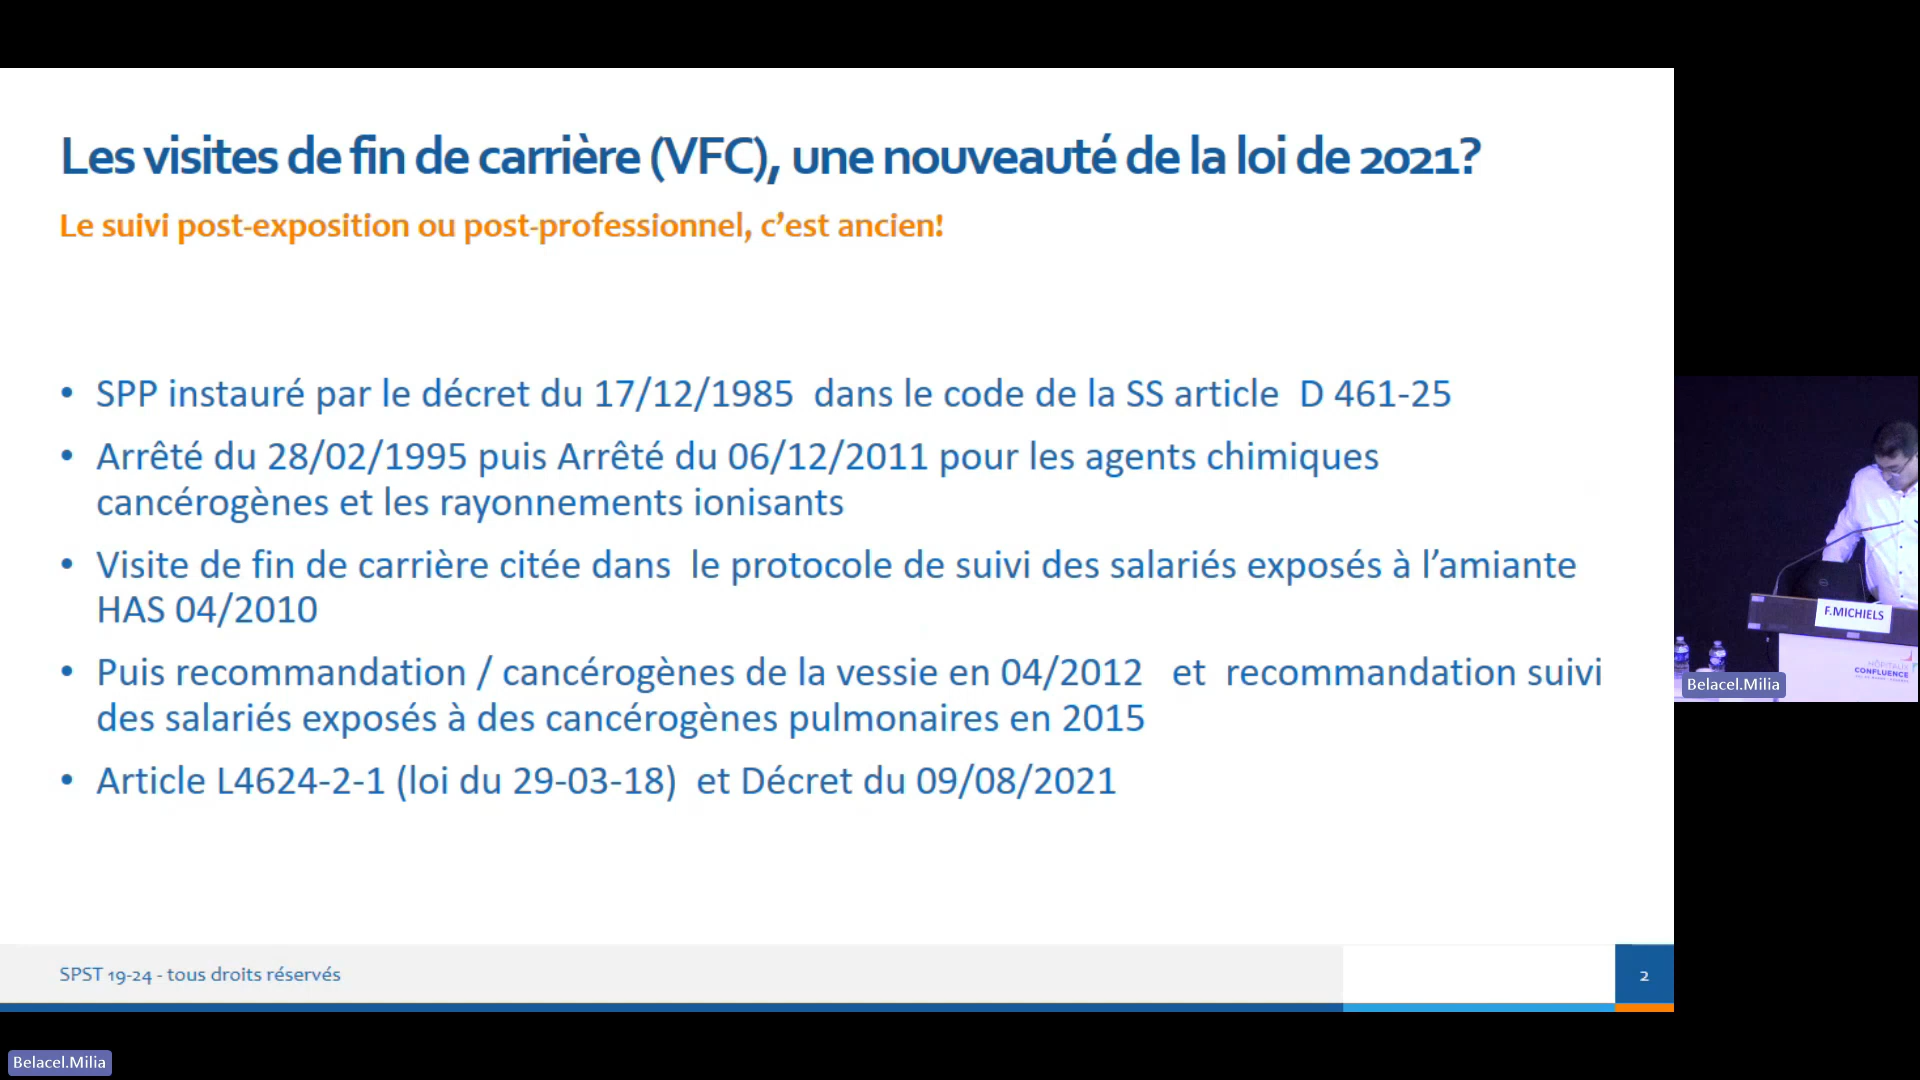 Les visites de fin de carrière (VFC), une nouveauté de la loi de 2021?
Le suivi post-exposition ou post-professionnel, c’est ancien!
• SPP instauré par le décret du 17/12/1985 dans le code de la SS article D 461-25
• Arrêté du 28/02/1995 puis Arrêté du 06/12/2011 pour les agents chimiques
cancérogènes et les rayonnements ionisants
• Visite de fin de carrière citée dans le protocole de suivi des salariés exposés à l’amiante
HAS 04/2010
• Puis recommandation / cancérogènes de la vessie en 04/2012 et recommandation suivi
des salariés exposés à des cancérogènes pulmonaires en 2015
• Article L4624-2-1 (loi du 29-03-18) et Décret du 09/08/2021
SPST 19-24 - tous droits réservés
2
F.MICHIELS
HÔPITAUX
CONFLUENCE
Belacel.Milia
Belacel.Milia